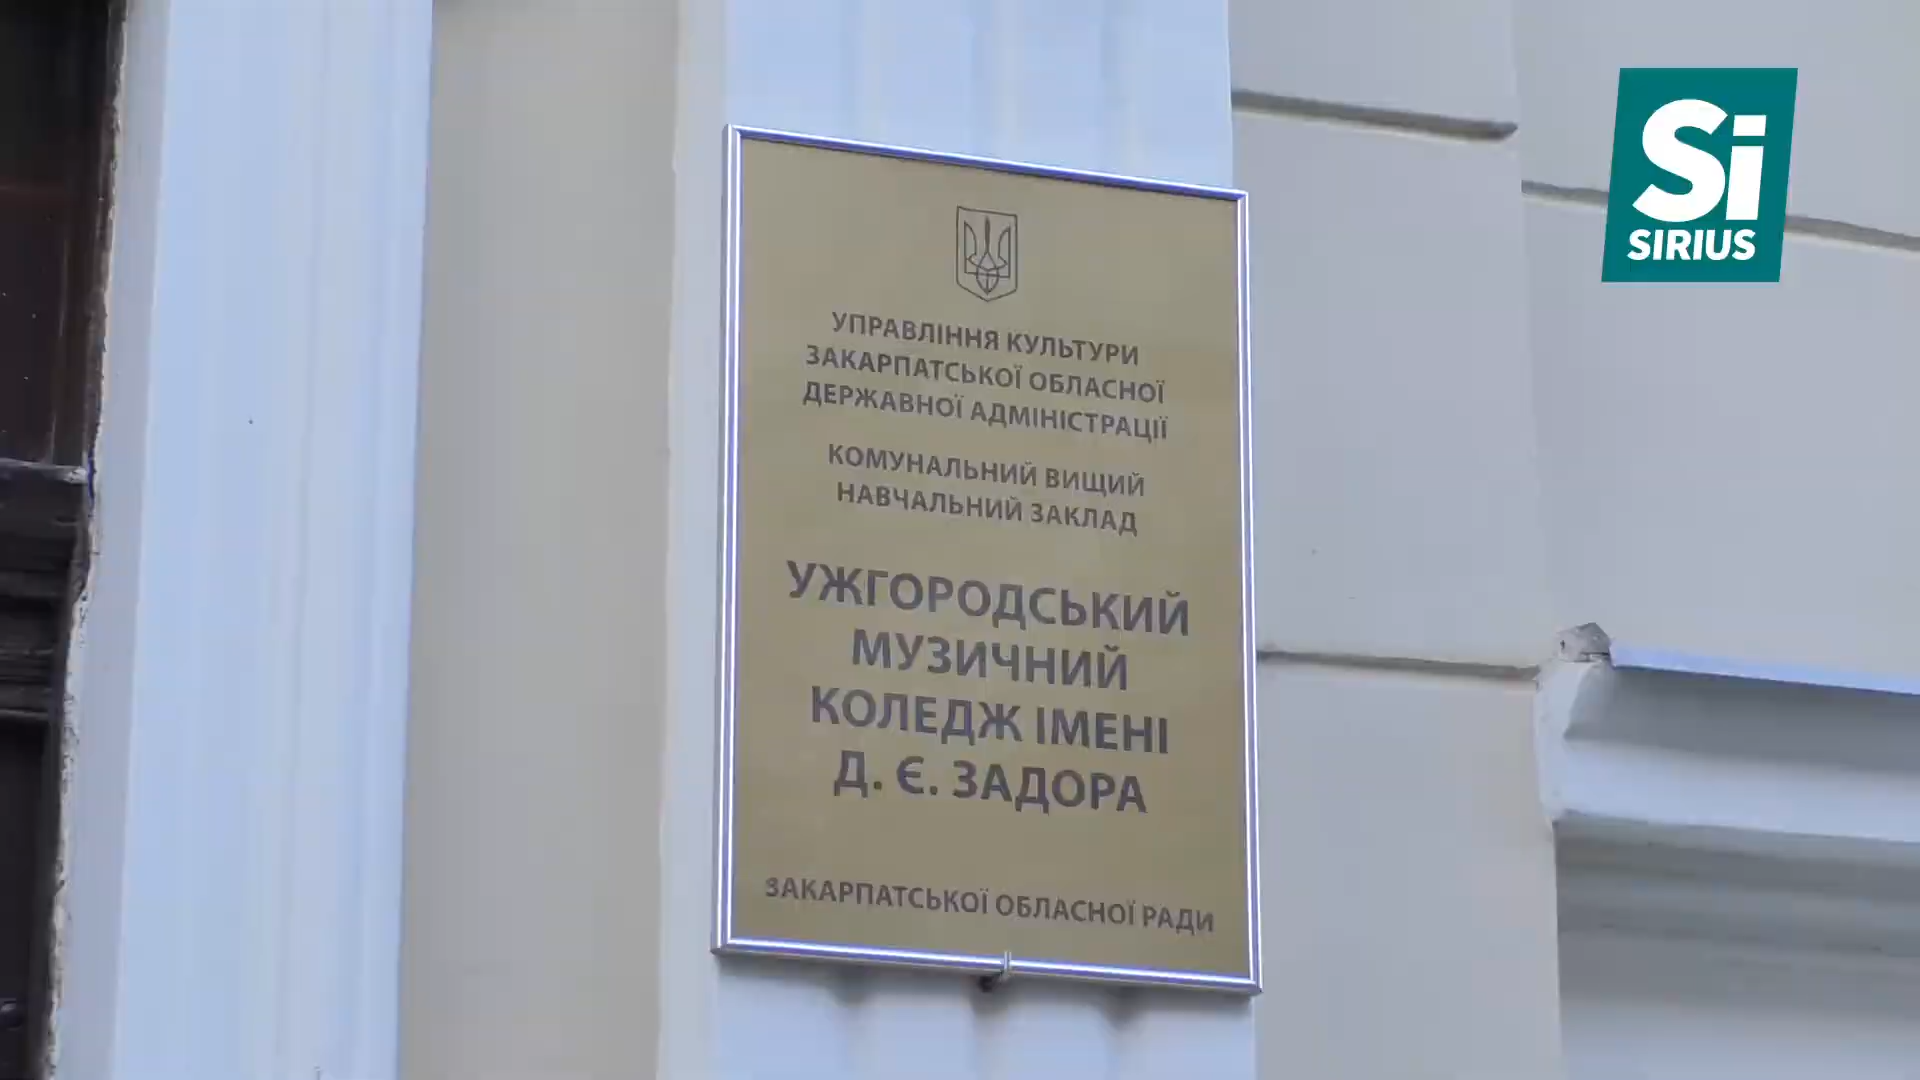 Si
SIRIUS
УПРАВЛІННЯ КУЛЬТУРИ
ЗАКАРПАТСЬКОЇ ОБЛАСНОЇ
ДЕРЖАВНОЇ АДМІНІСТРАЦІЇ
КОМУНАЛЬНИЙ ВИЩИЙ
НАВЧАЛЬНИЙ ЗАКЛАД
УЖГОРОДСЬКИЙ
МУЗИЧНИЙ
КОЛЕДЖ ІМЕНІ
Д. Є. ЗАДОРА
ЗАКАРПАТСЬКОЇ ОБЛАСНОЇ РАДИ